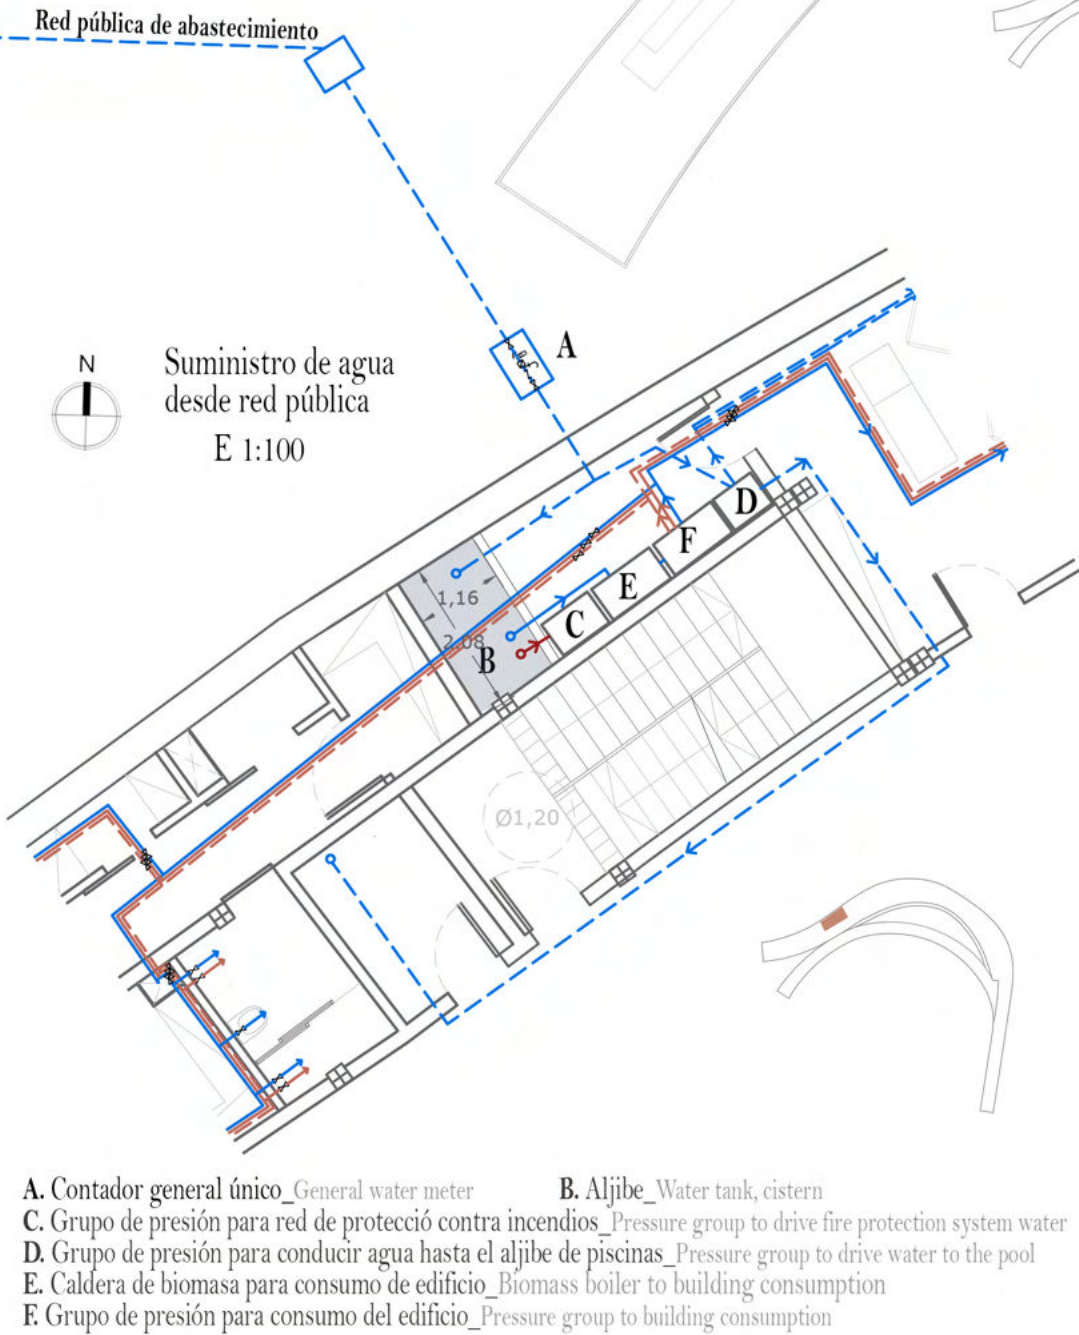 Red pública de abastecimiento
A
N
Suministro de agua
desde red pública
E 1:100
D
F
E
1,16
C
2,08
B
Ø1,20
A. Contador general único_General water meter
B. Aljibe_Water tank, cistern
C. Grupo de presión para red de protecció contra incendios_Pressure group to drive fire protection system water
D. Grupo de presión para conducir agua hasta el aljibe de piscinas_Pressure group to drive water to the pool
E. Caldera de biomasa para consumo de edificio_Biomass boiler to building consumption
F. Grupo de presión para consumo del edificio_Pressure group to building consumption